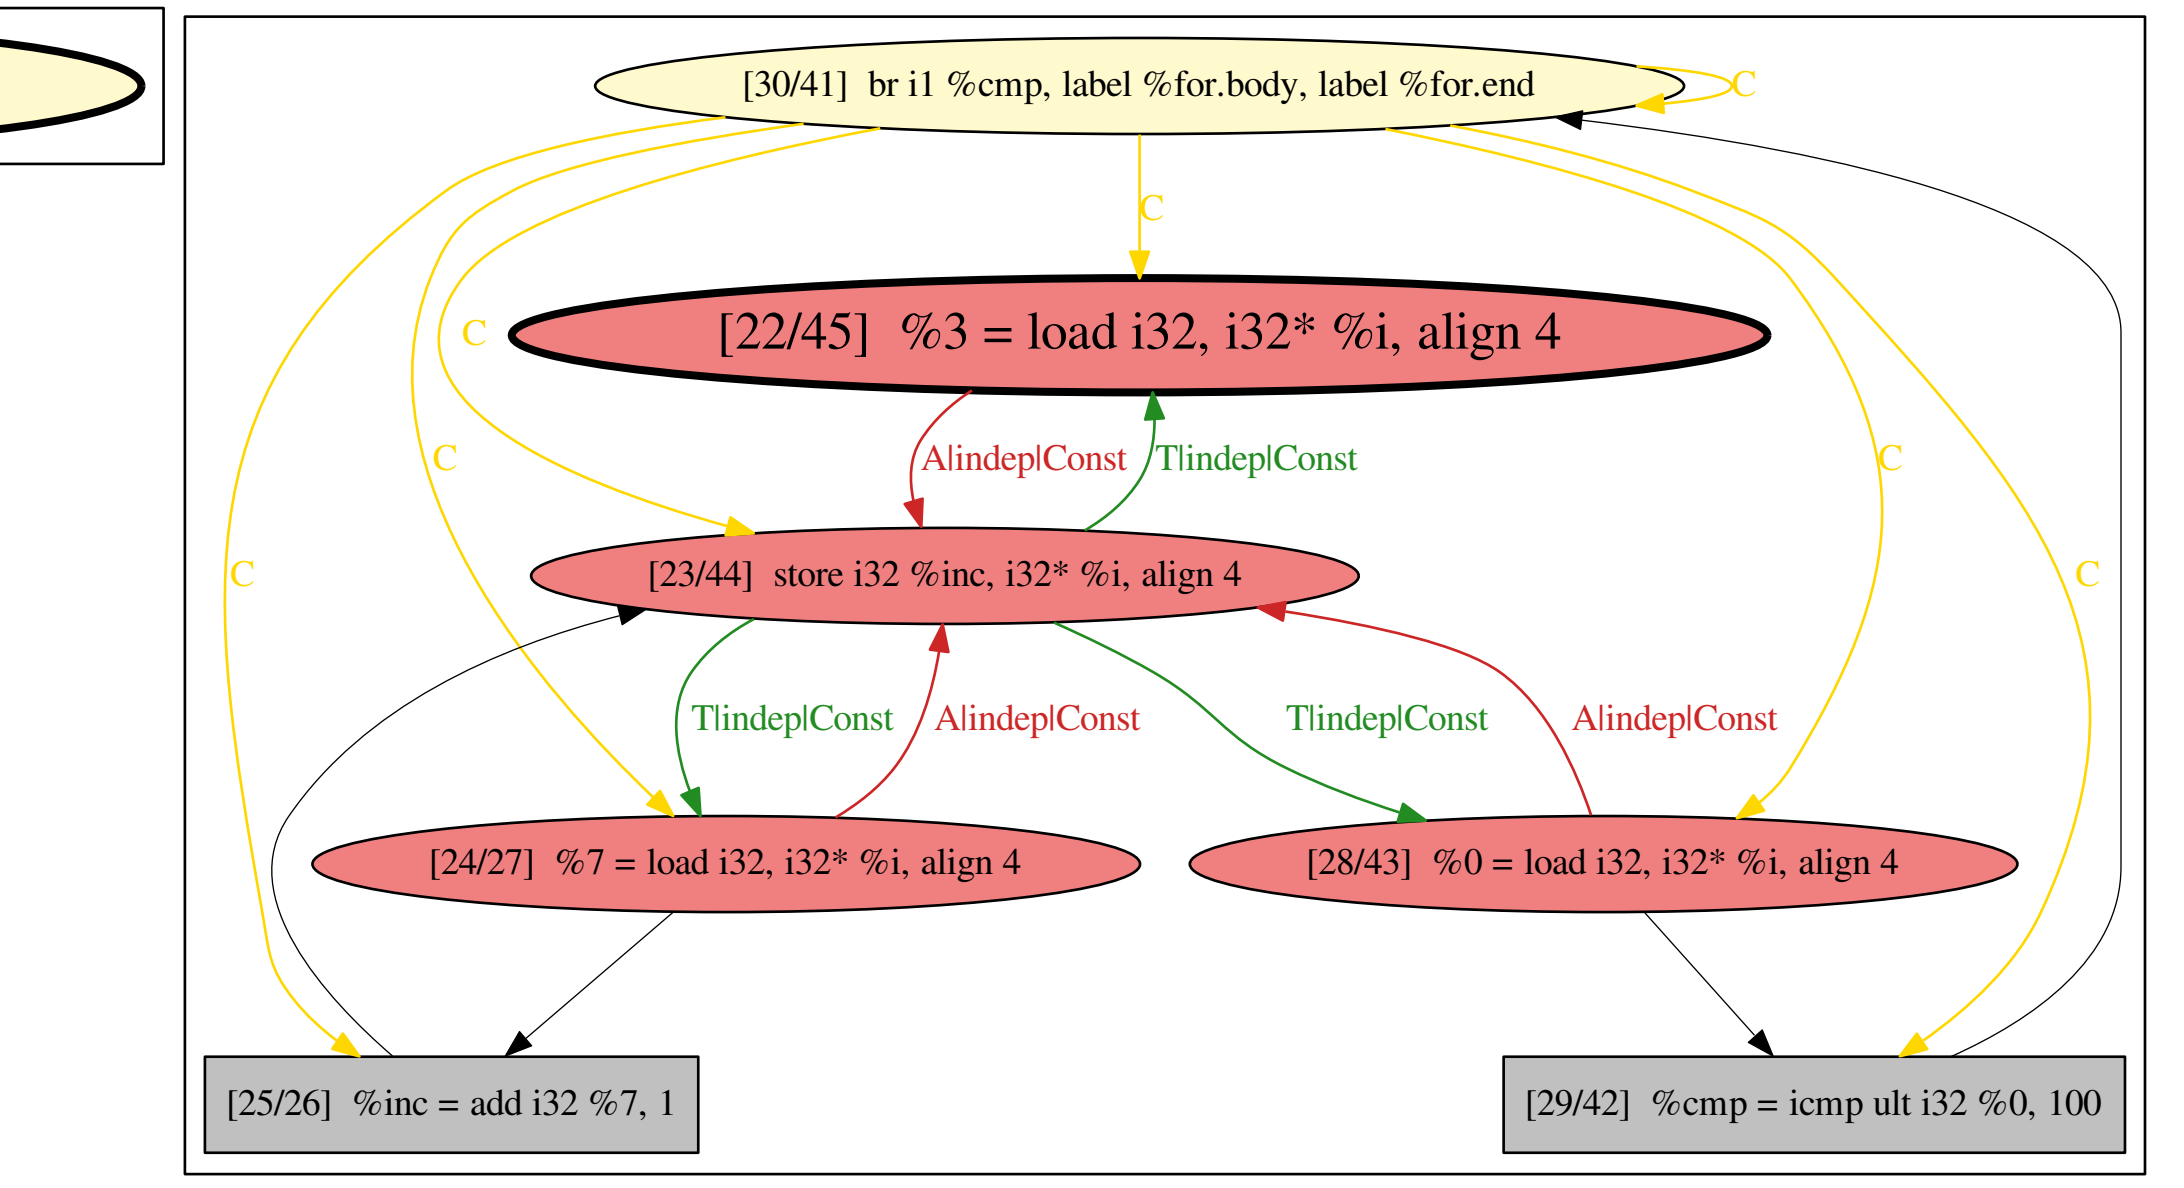 [30/41]  br i1 %cmp, label %for.body, label %for.end
C
C
[22/45]  %3 = load i32, i32* %i, align 4
C
C
A|indep|Const
T|indep|Const
C
[23/44]  store i32 %inc, i32* %i, align 4
C
C
T|indep|Const
A|indep|Const
T|indep|Const
A|indep|Const
[24/27]  %7 = load i32, i32* %i, align 4
[28/43]  %0 = load i32, i32* %i, align 4
[25/26]  %inc = add i32 %7, 1
[29/42]  %cmp = icmp ult i32 %0, 100